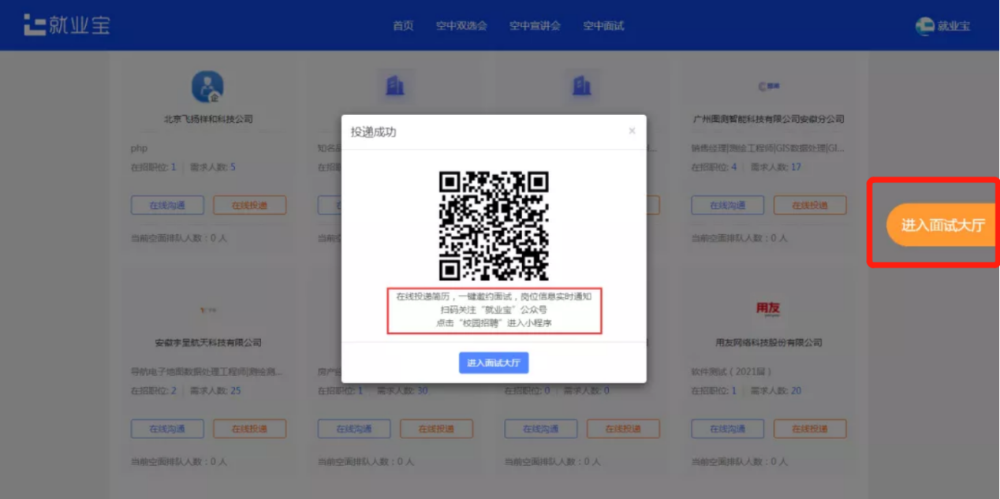 就业宝
首页
空中双选会
空中宣讲会
空中面试
就业宝
北京飞扬祥和科技公司
php
在招职位: 1
需求人数: 5
在线沟通
在线投递
当前空面排队人数：0 人
知名品
在招职
当前空
广州图测智能科技有限公司安徽分公司
销售经理|测绘工程师|GIS数据处理|GI...
在招职位: 4
需求人数: 17
在线沟通
在线投递
当前空面排队人数：0 人
投递成功
×
在线投递简历，一键邀约面试，岗位信息实时通知
扫码关注“就业宝”公众号
点击“校园招聘”进入小程序
进入面试大厅
进入面试大厅
安徽宇呈航天科技有限公司
导航电子地图数据处理工程师|测绘测...
在招职位: 2
需求人数: 25
在线沟通
在线投递
当前空面排队人数：0 人
房产
在招职位: 1
需求人数: 30
在线沟通
在线投递
当前空面排队人数：0 人
在招职位: 0
需求人数: 0
在线沟通
在线投递
当前空面排队人数：0 人
用友
用友网络科技股份有限公司
软件测试（2021届）
在招职位: 1
需求人数: 20
在线沟通
在线投递
当前空面排队人数：0 人